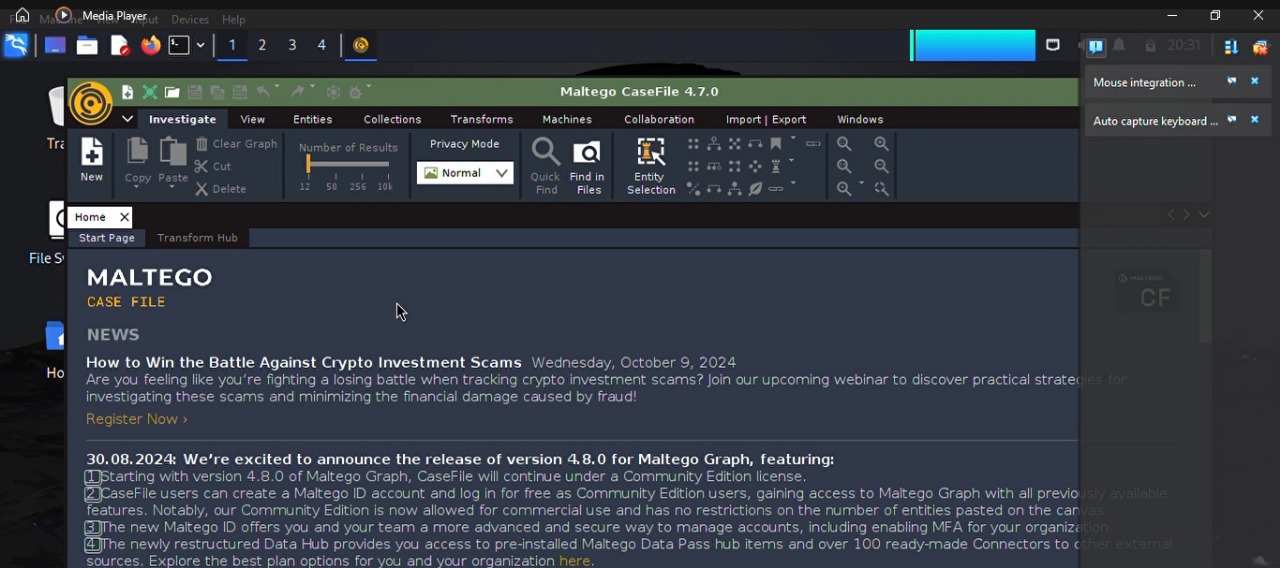 Media Player
File Machine View Input Devices Help
1 2 3 4
20:31
Mouse integration ...
Auto capture keyboard ...
Maltego CaseFile 4.7.0
Investigate View Entities Collections Transforms Machines Collaboration Import | Export Windows
New
Copy
Paste
Clear Graph
Cut
Delete
Number of Results
12 50 256 10k
Privacy Mode
Normal
Quick Find
Find in Files
Entity Selection
Home
Start Page Transform Hub
Tra
File Sy
Ho
MALTEGO
CASE FILE
MALTEGO
CF
NEWS
How to Win the Battle Against Crypto Investment Scams Wednesday, October 9, 2024
Are you feeling like you're fighting a losing battle when tracking crypto investment scams? Join our upcoming webinar to discover practical strategies for
investigating these scams and minimizing the financial damage caused by fraud!
Register Now ›
30.08.2024: We're excited to announce the release of version 4.8.0 for Maltego Graph, featuring:
1 Starting with version 4.8.0 of Maltego Graph, CaseFile will continue under a Community Edition license.
2 CaseFile users can create a Maltego ID account and log in for free as Community Edition users, gaining access to Maltego Graph with all previously available
features. Notably, our Community Edition is now allowed for commercial use and has no restrictions on the number of entities pasted on the canvas
3 The new Maltego ID offers you and your team a more advanced and secure way to manage accounts, including enabling MFA for your organization.
4 The newly restructured Data Hub provides you access to pre-installed Maltego Data Pass hub items and over 100 ready-made Connectors to other external
sources. Explore the best plan options for you and your organization here.